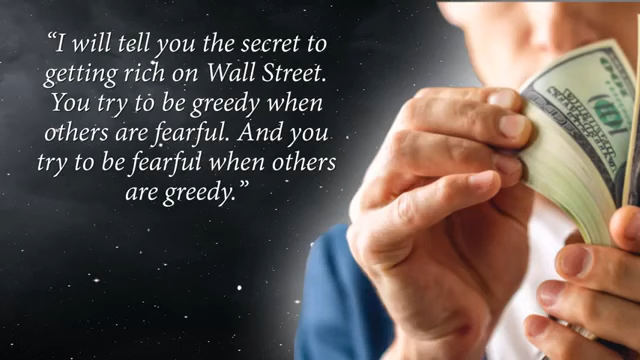 “I will tell you the secret to
getting rich on Wall Street.
You try to be greedy when
others are fearful. And you
try to be fearful when others
are greedy.”